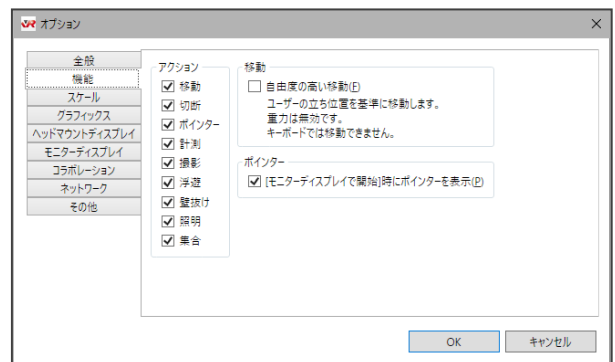 オプション
全般
機能
スケール
グラフィックス
ヘッドマウントディスプレイ
モニターディスプレイ
コラボレーション
ネットワーク
その他
アクション
移動
切断
ポインター
計測
撮影
浮遊
壁抜け
照明
集合
移動
自由度の高い移動(F)
ユーザーの立ち位置を基準に移動します。
重力は無効です。
キーボードでは移動できません。
ポインター
[モニターディスプレイで開始]時にポインターを表示(P)
OK
キャンセル